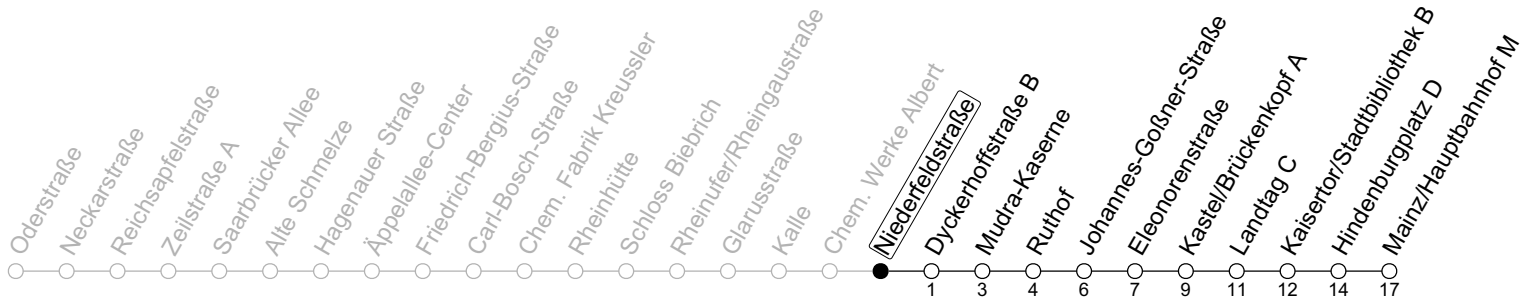 Oderstraße
Neckarstraße
Reichsapfelstraße
Zeilstraße A
Saarbrücker Allee
Alte Schmelze
Hagenauer Straße
Äppelallee-Center
Friedrich-Bergius-Straße
Carl-Bosch-Straße
Chem. Fabrik Kreussler
Rheinhütte
Schloss Biebrich
Rheinufer/Rheingaustraße
Glarusstraße
Kalle
Chem. Werke Albert
Niederfeldstraße
Dyckerhoffstraße B
Mudra-Kaserne
Ruthof
Johannes-Goßner-Straße
Eleonorenstraße
Kastel/Brückenkopf A
Landtag C
Kaisertor/Stadtbibliothek B
Hindenburgplatz D
Mainz/Hauptbahnhof M
1 3 4 6 7 9 11 12 14 17